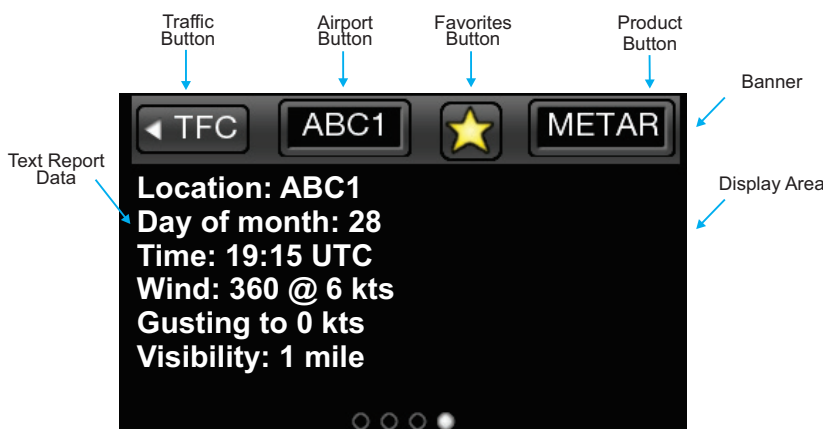 Traffic
Button
Airport
Button
Favorites
Button
Product
Button
Banner
TFC
ABC1
METAR
Text Report
Data
Display Area
Location: ABC1
Day of month: 28
Time: 19:15 UTC
Wind: 360 @ 6 kts
Gusting to 0 kts
Visibility: 1 mile